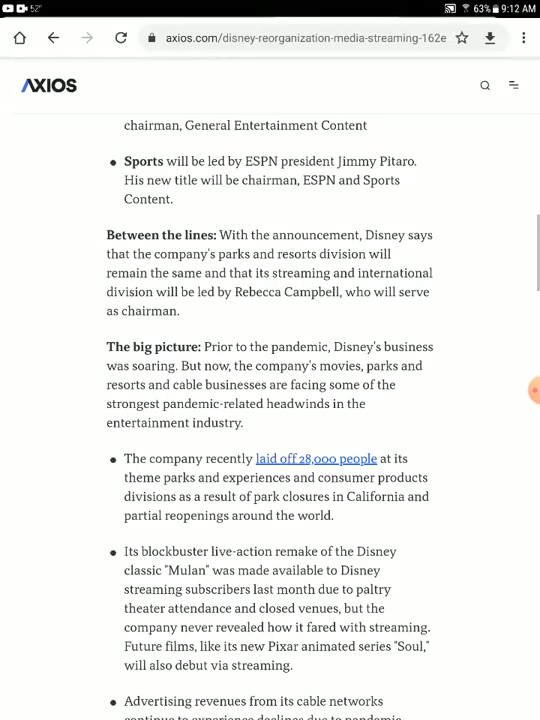 52°
63% 9:12 AM
axios.com/disney-reorganization-media-streaming-162e
AXIOS
chairman, General Entertainment Content
Sports will be led by ESPN president Jimmy Pitaro.
His new title will be chairman, ESPN and Sports
Content.
Between the lines: With the announcement, Disney says
that the company's parks and resorts division will
remain the same and that its streaming and international
division will be led by Rebecca Campbell, who will serve
as chairman.
The big picture: Prior to the pandemic, Disney's business
was soaring. But now, the company's movies, parks and
resorts and cable businesses are facing some of the
strongest pandemic-related headwinds in the
entertainment industry.
The company recently laid off 28,000 people at its
theme parks and experiences and consumer products
divisions as a result of park closures in California and
partial reopenings around the world.
Its blockbuster live-action remake of the Disney
classic "Mulan" was made available to Disney
streaming subscribers last month due to paltry
theater attendance and closed venues, but the
company never revealed how it fared with streaming.
Future films, like its new Pixar animated series "Soul,"
will also debut via streaming.
Advertising revenues from its cable networks
continue to experience declines due to pandemic